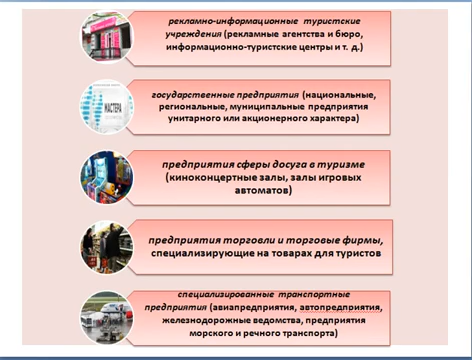 рекламно-информационные туристские
учреждения (рекламные агентства и бюро,
информационно-туристские центры и т. д.)
государственные предприятия (национальные,
региональные, муниципальные предприятия
унитарного или акционерного характера)
МАСТЕРА
предприятия сферы досуга в туризме
(киноконцертные залы, залы игровых
автоматов)
предприятия торговли и торговые фирмы,
специализирующие на товарах для туристов
специализированные транспортные
предприятия (авиапредприятия, автопредприятия,
железнодорожные ведомства, предприятия
морского и речного транспорта)